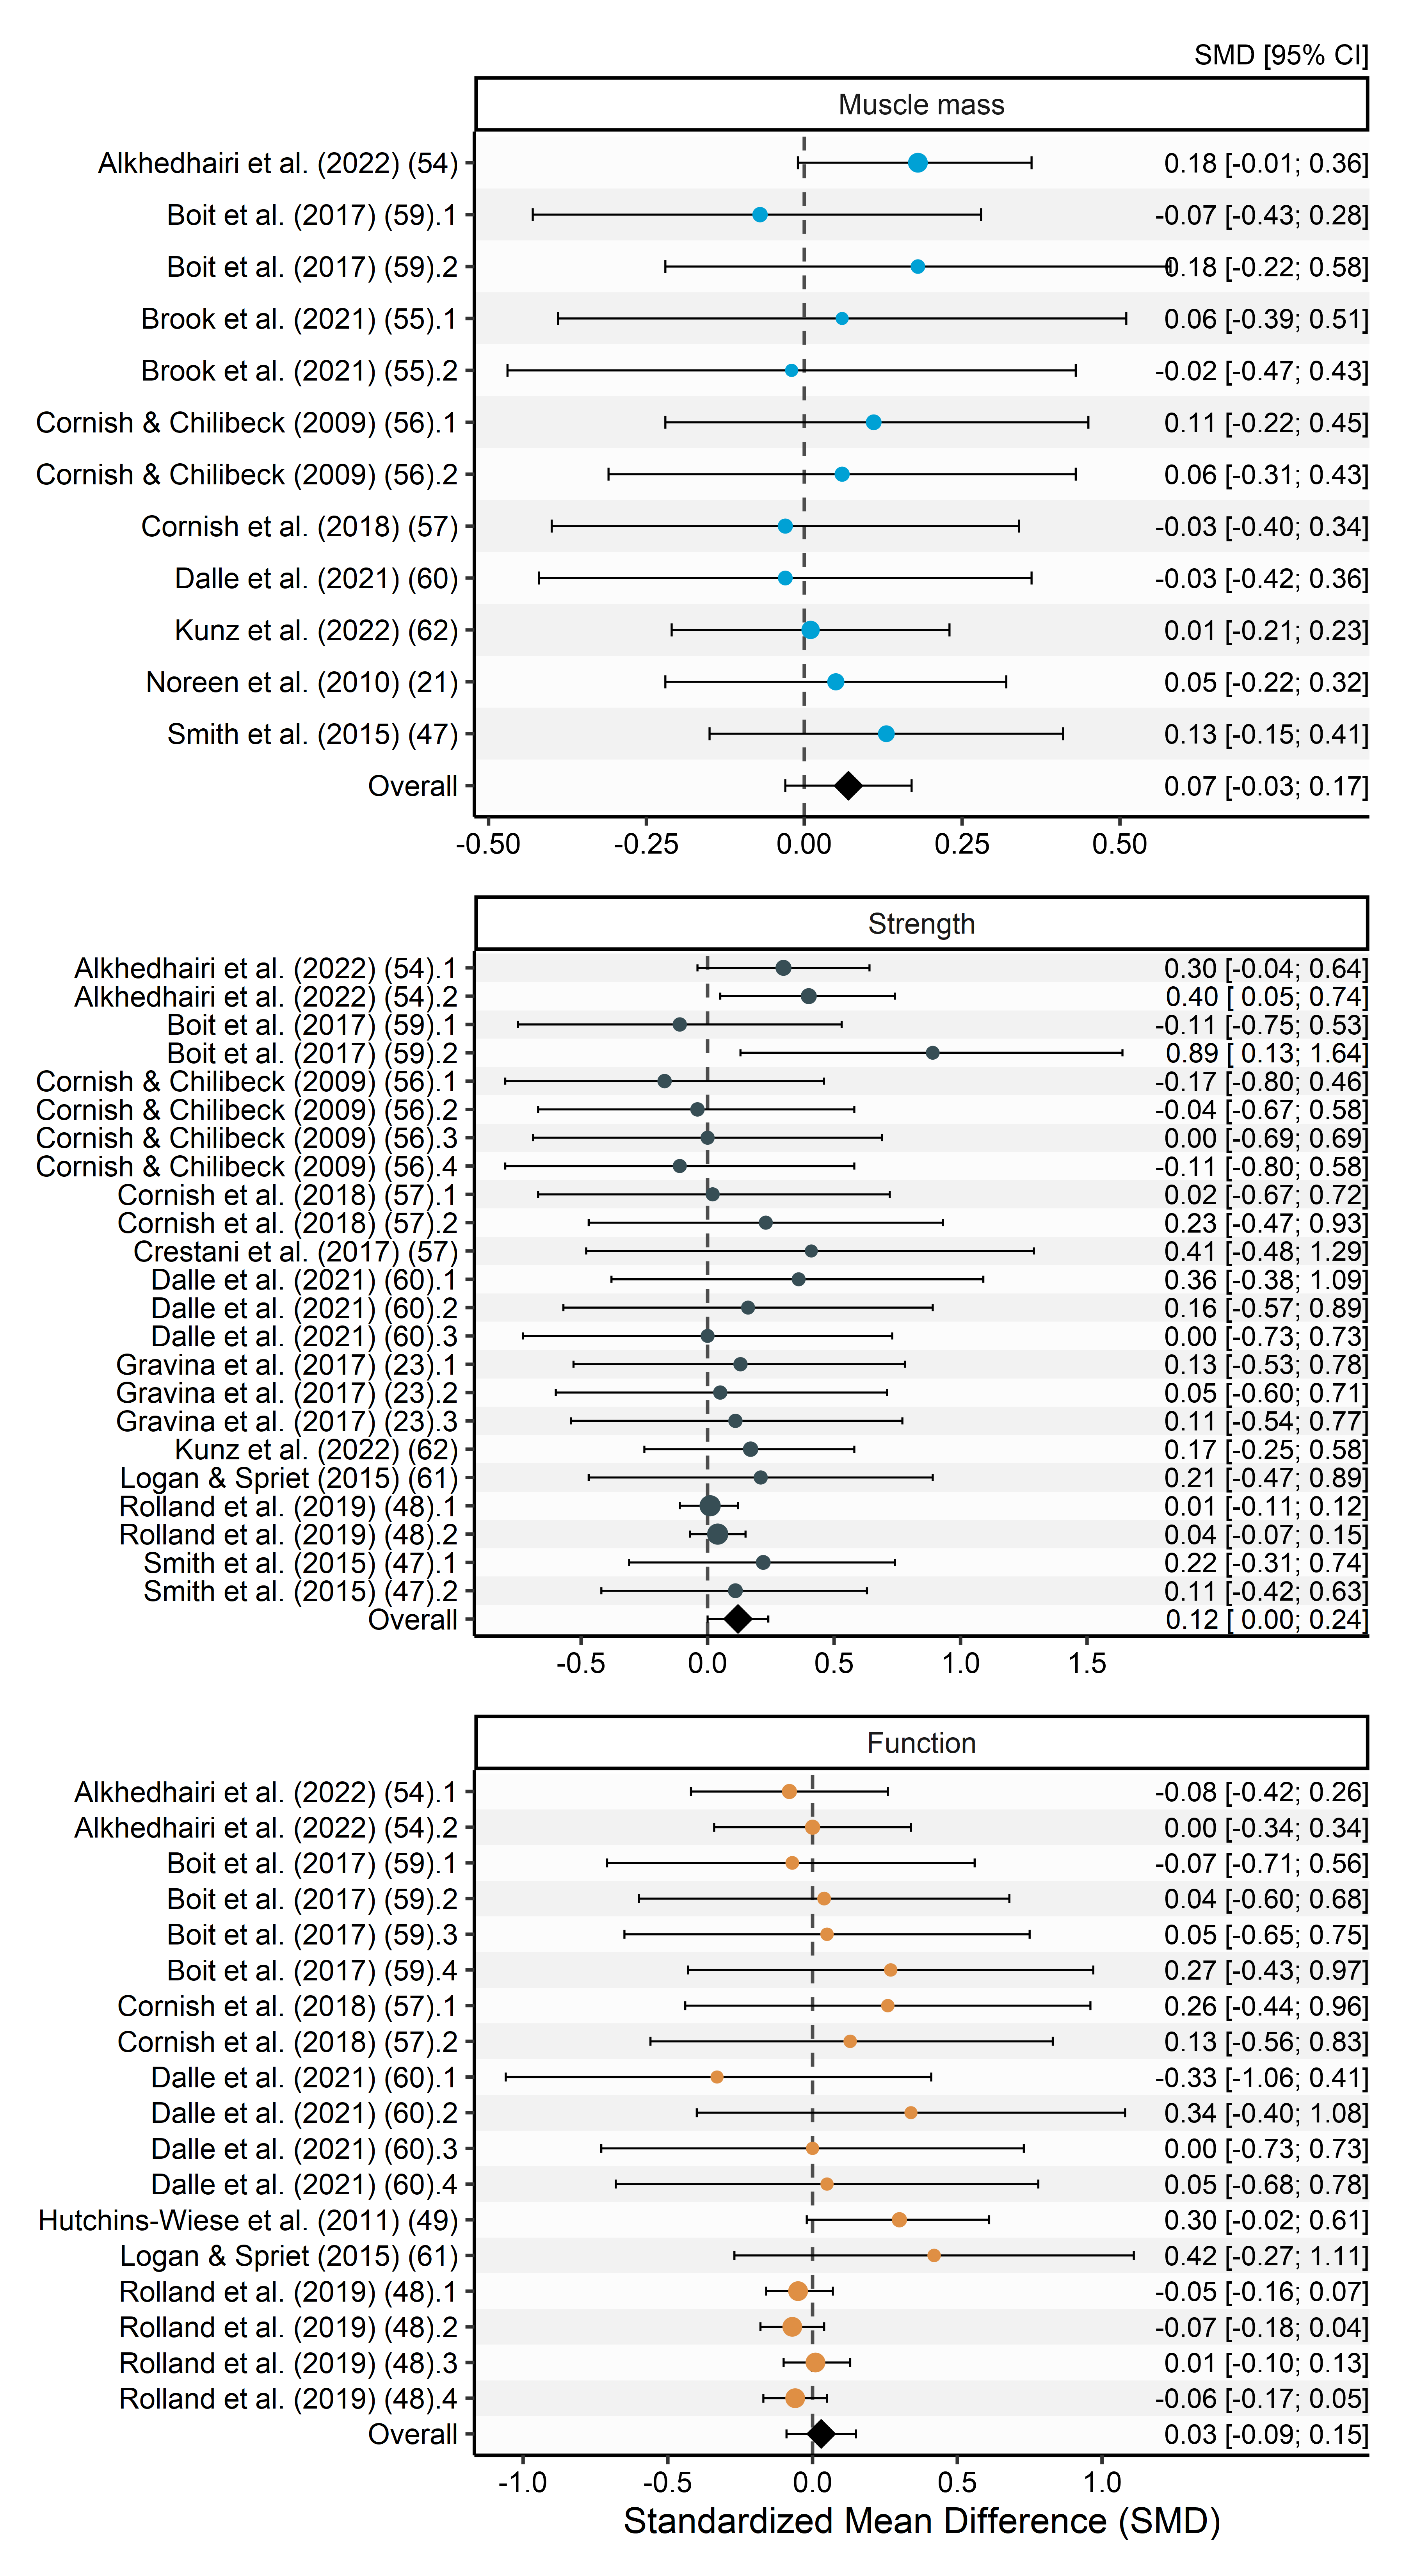 SMD [95% CI]
Muscle mass
Alkhedhairi et al. (2022) (54) 0.18 [-0.01; 0.36]
Boit et al. (2017) (59).1 -0.07 [-0.43; 0.28]
Boit et al. (2017) (59).2 0.18 [-0.22; 0.58]
Brook et al. (2021) (55).1 0.06 [-0.39; 0.51]
Brook et al. (2021) (55).2 -0.02 [-0.47; 0.43]
Cornish & Chilibeck (2009) (56).1 0.11 [-0.22; 0.45]
Cornish & Chilibeck (2009) (56).2 0.06 [-0.31; 0.43]
Cornish et al. (2018) (57) -0.03 [-0.40; 0.34]
Dalle et al. (2021) (60) -0.03 [-0.42; 0.36]
Kunz et al. (2022) (62) 0.01 [-0.21; 0.23]
Noreen et al. (2010) (21) 0.05 [-0.22; 0.32]
Smith et al. (2015) (47) 0.13 [-0.15; 0.41]
Overall 0.07 [-0.03; 0.17]
-0.50 -0.25 0.00 0.25 0.50
Strength
Alkhedhairi et al. (2022) (54).1 0.30 [-0.04; 0.64]
Alkhedhairi et al. (2022) (54).2 0.40 [ 0.05; 0.74]
Boit et al. (2017) (59).1 -0.11 [-0.75; 0.53]
Boit et al. (2017) (59).2 0.89 [ 0.13; 1.64]
Cornish & Chilibeck (2009) (56).1 -0.17 [-0.80; 0.46]
Cornish & Chilibeck (2009) (56).2 -0.04 [-0.67; 0.58]
Cornish & Chilibeck (2009) (56).3 0.00 [-0.69; 0.69]
Cornish & Chilibeck (2009) (56).4 -0.11 [-0.80; 0.58]
Cornish et al. (2018) (57).1 0.02 [-0.67; 0.72]
Cornish et al. (2018) (57).2 0.23 [-0.47; 0.93]
Crestani et al. (2017) (57) 0.41 [-0.48; 1.29]
Dalle et al. (2021) (60).1 0.36 [-0.38; 1.09]
Dalle et al. (2021) (60).2 0.16 [-0.57; 0.89]
Dalle et al. (2021) (60).3 0.00 [-0.73; 0.73]
Gravina et al. (2017) (23).1 0.13 [-0.53; 0.78]
Gravina et al. (2017) (23).2 0.05 [-0.60; 0.71]
Gravina et al. (2017) (23).3 0.11 [-0.54; 0.77]
Kunz et al. (2022) (62) 0.17 [-0.25; 0.58]
Logan & Spriet (2015) (61) 0.21 [-0.47; 0.89]
Rolland et al. (2019) (48).1 0.01 [-0.11; 0.12]
Rolland et al. (2019) (48).2 0.04 [-0.07; 0.15]
Smith et al. (2015) (47).1 0.22 [-0.31; 0.74]
Smith et al. (2015) (47).2 0.11 [-0.42; 0.63]
Overall 0.12 [ 0.00; 0.24]
-0.5 0.0 0.5 1.0 1.5
Function
Alkhedhairi et al. (2022) (54).1 -0.08 [-0.42; 0.26]
Alkhedhairi et al. (2022) (54).2 0.00 [-0.34; 0.34]
Boit et al. (2017) (59).1 -0.07 [-0.71; 0.56]
Boit et al. (2017) (59).2 0.04 [-0.60; 0.68]
Boit et al. (2017) (59).3 0.05 [-0.65; 0.75]
Boit et al. (2017) (59).4 0.27 [-0.43; 0.97]
Cornish et al. (2018) (57).1 0.26 [-0.44; 0.96]
Cornish et al. (2018) (57).2 0.13 [-0.56; 0.83]
Dalle et al. (2021) (60).1 -0.33 [-1.06; 0.41]
Dalle et al. (2021) (60).2 0.34 [-0.40; 1.08]
Dalle et al. (2021) (60).3 0.00 [-0.73; 0.73]
Dalle et al. (2021) (60).4 0.05 [-0.68; 0.78]
Hutchins-Wiese et al. (2011) (49) 0.30 [-0.02; 0.61]
Logan & Spriet (2015) (61) 0.42 [-0.27; 1.11]
Rolland et al. (2019) (48).1 -0.05 [-0.16; 0.07]
Rolland et al. (2019) (48).2 -0.07 [-0.18; 0.04]
Rolland et al. (2019) (48).3 0.01 [-0.10; 0.13]
Rolland et al. (2019) (48).4 -0.06 [-0.17; 0.05]
Overall 0.03 [-0.09; 0.15]
-1.0 -0.5 0.0 0.5 1.0
Standardized Mean Difference (SMD)